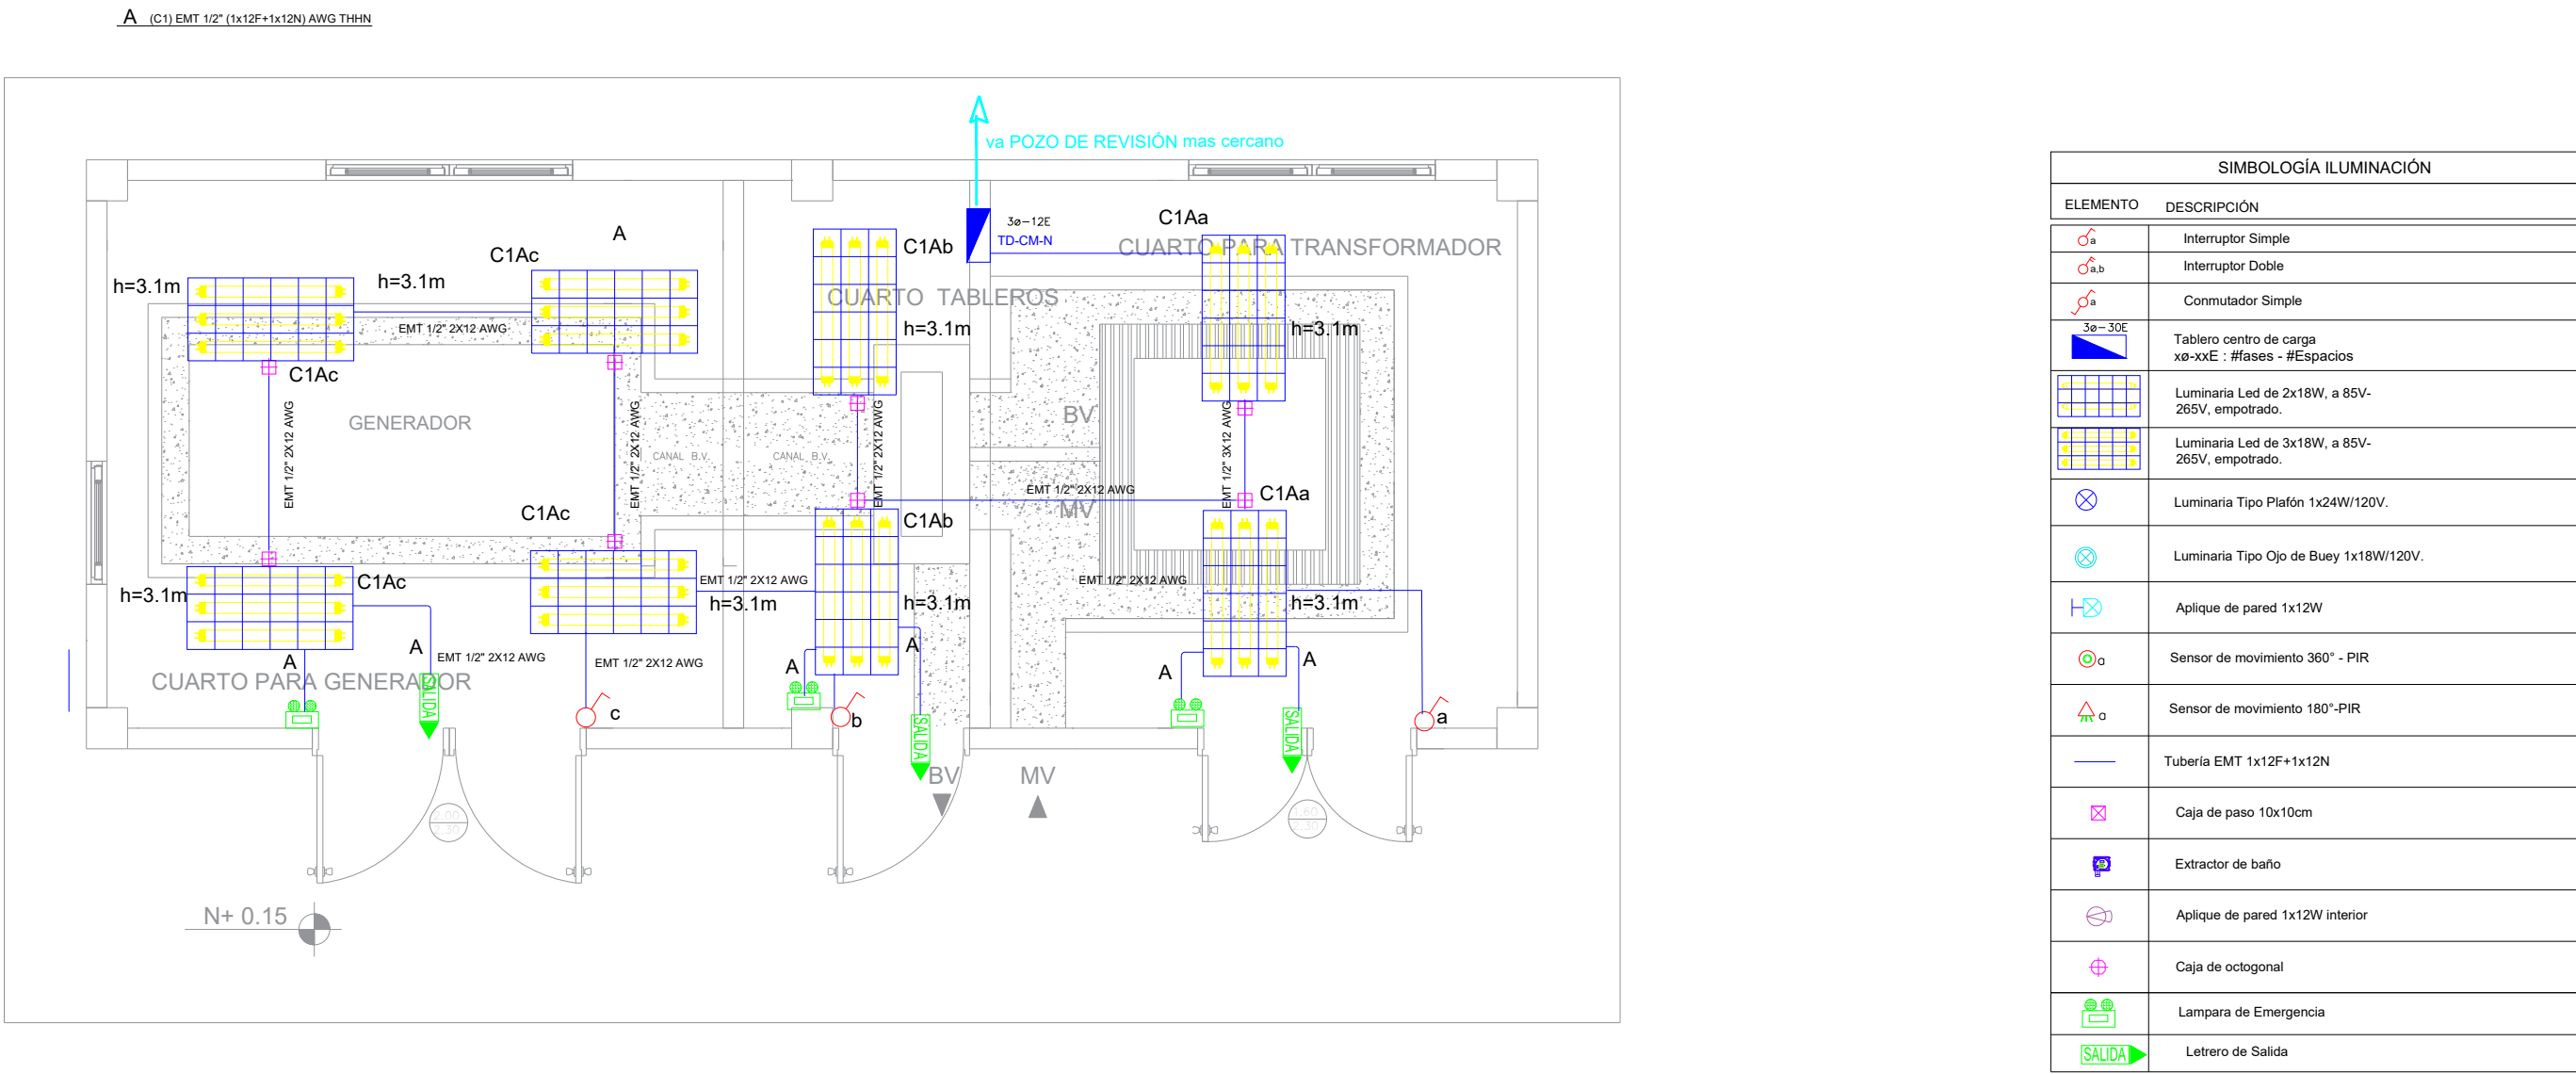 A (C1) EMT 1/2" (1x12F+1x12N) AWG THHN
va POZO DE REVISIÓN mas cercano
3ø-12E
TD-CM-N
C1Aa
CUARTO PARA TRANSFORMADOR
C1Ab
A
C1Ac
h=3.1m
h=3.1m
CUARTO TABLEROS
h=3.1m
h=3.1m
EMT 1/2" 2X12 AWG
C1Ac
GENERADOR
BV
EMT 1/2" 2X12 AWG
EMT 1/2" 2X12 AWG
EMT 1/2" 2X12 AWG
EMT 1/2" 3X12 AWG
CANAL B.V.
CANAL B.V.
EMT 1/2" 2X12 AWG
C1Aa
MV
C1Ac
C1Ab
C1Ac
EMT 1/2" 2X12 AWG
EMT 1/2" 2X12 AWG
h=3.1m
h=3.1m
h=3.1m
h=3.1m
A
A
A
A
A
A
EMT 1/2" 2X12 AWG
EMT 1/2" 2X12 AWG
CUARTO PARA GENERADOR
SALIDA
c
b
a
SALIDA
SALIDA
BV
MV
2.00
2.30
1.60
2.30
N+ 0.15
SIMBOLOGÍA ILUMINACIÓN
ELEMENTO DESCRIPCIÓN
a Interruptor Simple
a,b Interruptor Doble
a Conmutador Simple
3ø-30E
Tablero centro de carga
xø-xxE : #fases - #Espacios
Luminaria Led de 2x18W, a 85V-
265V, empotrado.
Luminaria Led de 3x18W, a 85V-
265V, empotrado.
Luminaria Tipo Plafón 1x24W/120V.
Luminaria Tipo Ojo de Buey 1x18W/120V.
Aplique de pared 1x12W
a Sensor de movimiento 360° - PIR
a Sensor de movimiento 180°-PIR
Tubería EMT 1x12F+1x12N
Caja de paso 10x10cm
Extractor de baño
Aplique de pared 1x12W interior
Caja de octogonal
Lampara de Emergencia
SALIDA Letrero de Salida